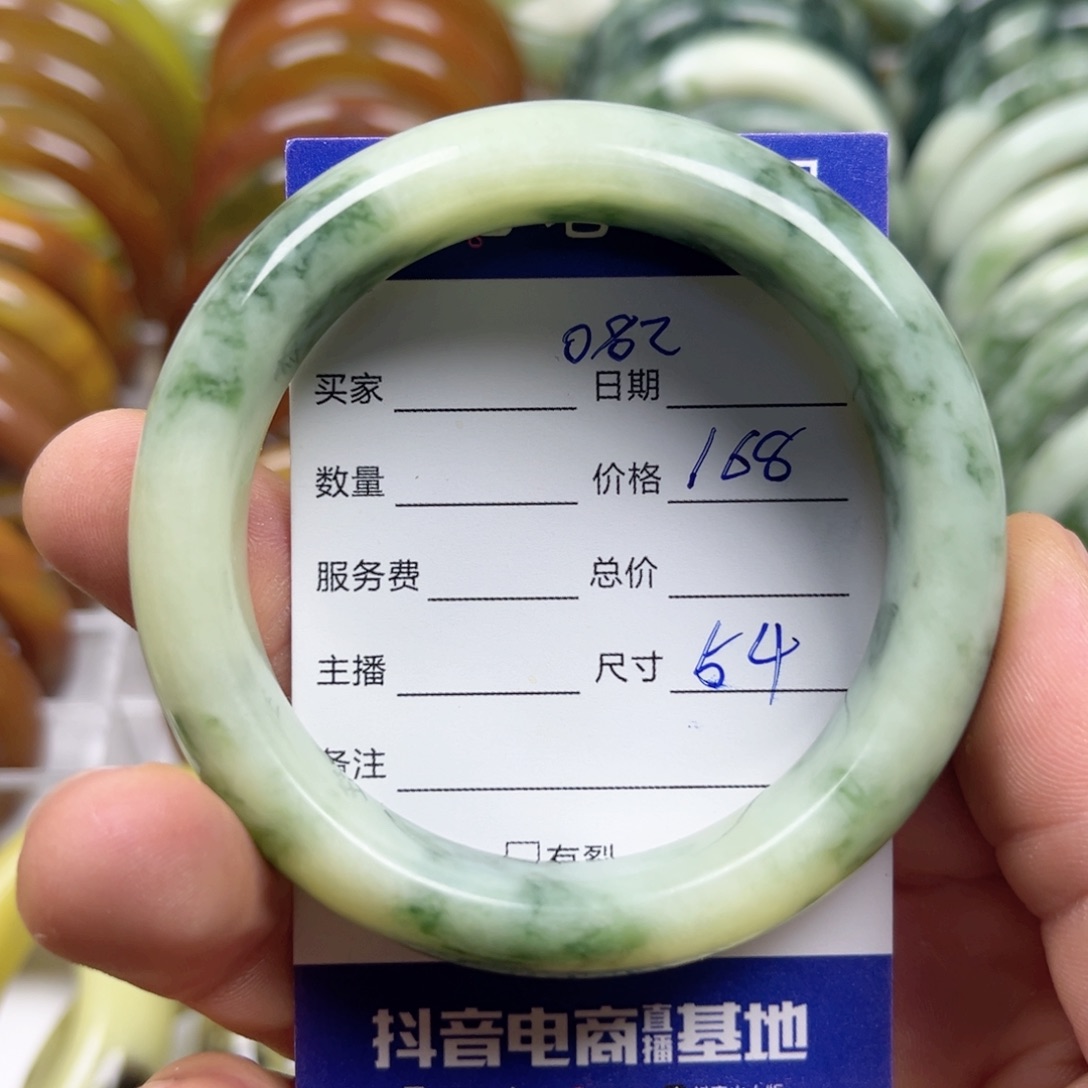 082
买家 日期
数量 价格 168
服务费 总价
主播 尺寸 54
备注
有裂
抖音电商直播基地